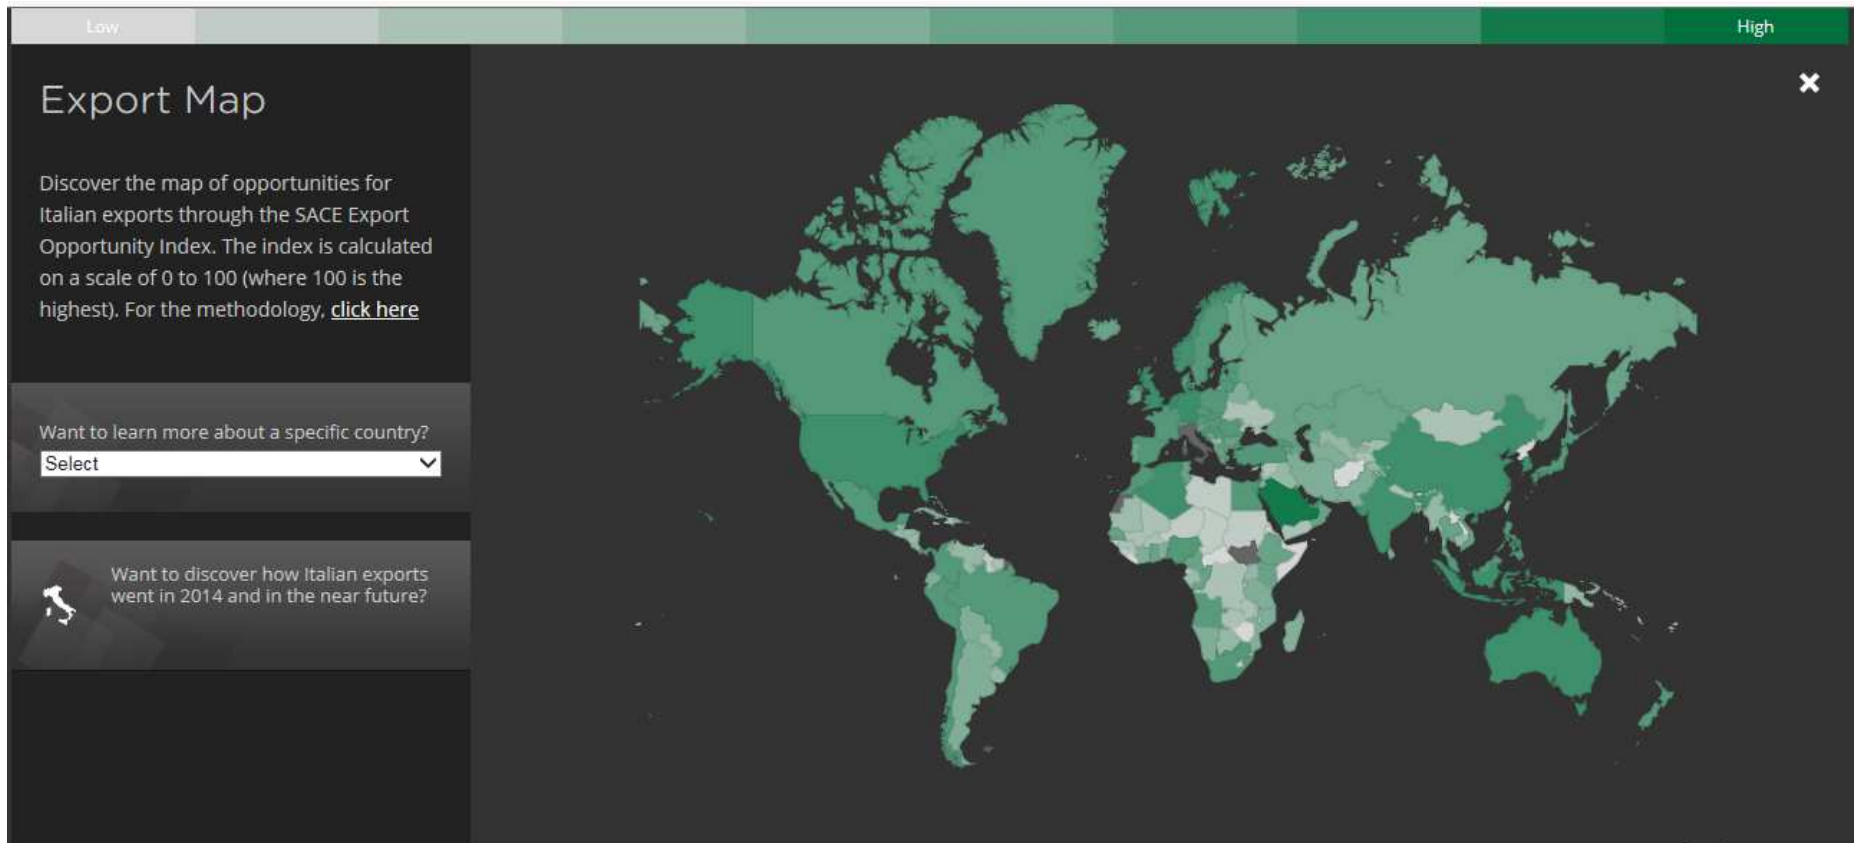 Low
High
Export Map
Discover the map of opportunities for
Italian exports through the SACE Export
Opportunity Index. The index is calculated
on a scale of 0 to 100 (where 100 is the
highest). For the methodology, click here
Want to learn more about a specific country?
Select
Want to discover how Italian exports
went in 2014 and in the near future?